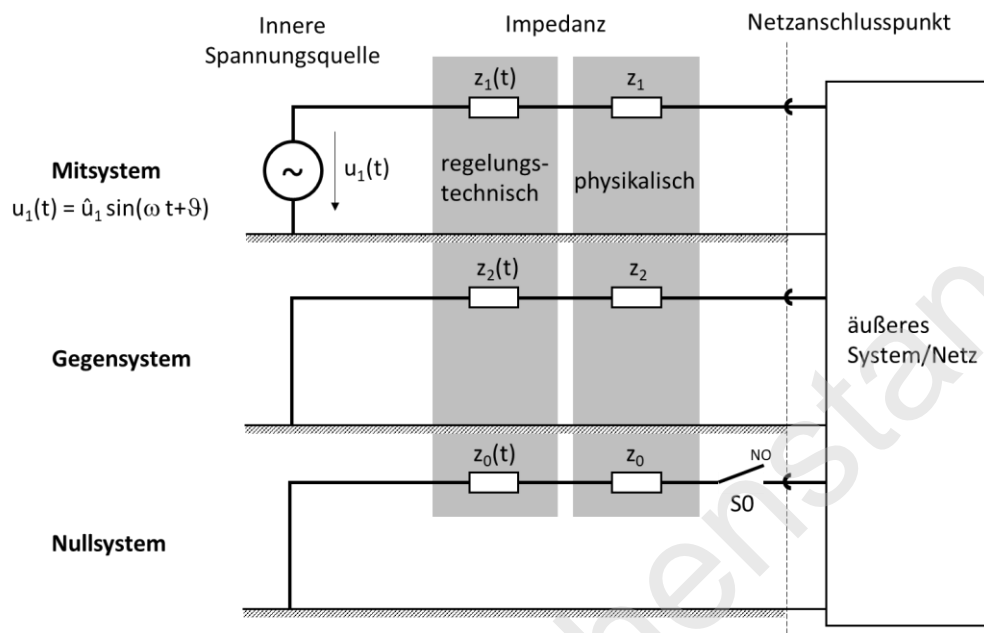 Innere
Spannungsquelle
Impedanz
Netzanschlusspunkt
z₁(t)
z₁
Mitsystem
u₁(t) = û₁ sin(ω t+ϑ)
~
u₁(t)
regelungs-
technisch
physikalisch
z₂(t)
z₂
Gegensystem
äußeres
System/Netz
z₀(t)
z₀
NO
S0
Nullsystem